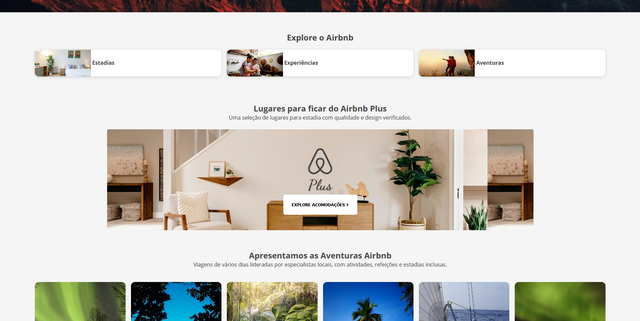 Explore o Airbnb
Estadias
Experiências
Aventuras
Lugares para ficar do Airbnb Plus
Uma seleção de lugares para estadia com qualidade e design verificados.
Plus
EXPLORE ACOMODAÇÕES >
Apresentamos as Aventuras Airbnb
Viagens de vários dias lideradas por especialistas locais, com atividades, refeições e estadias inclusas.